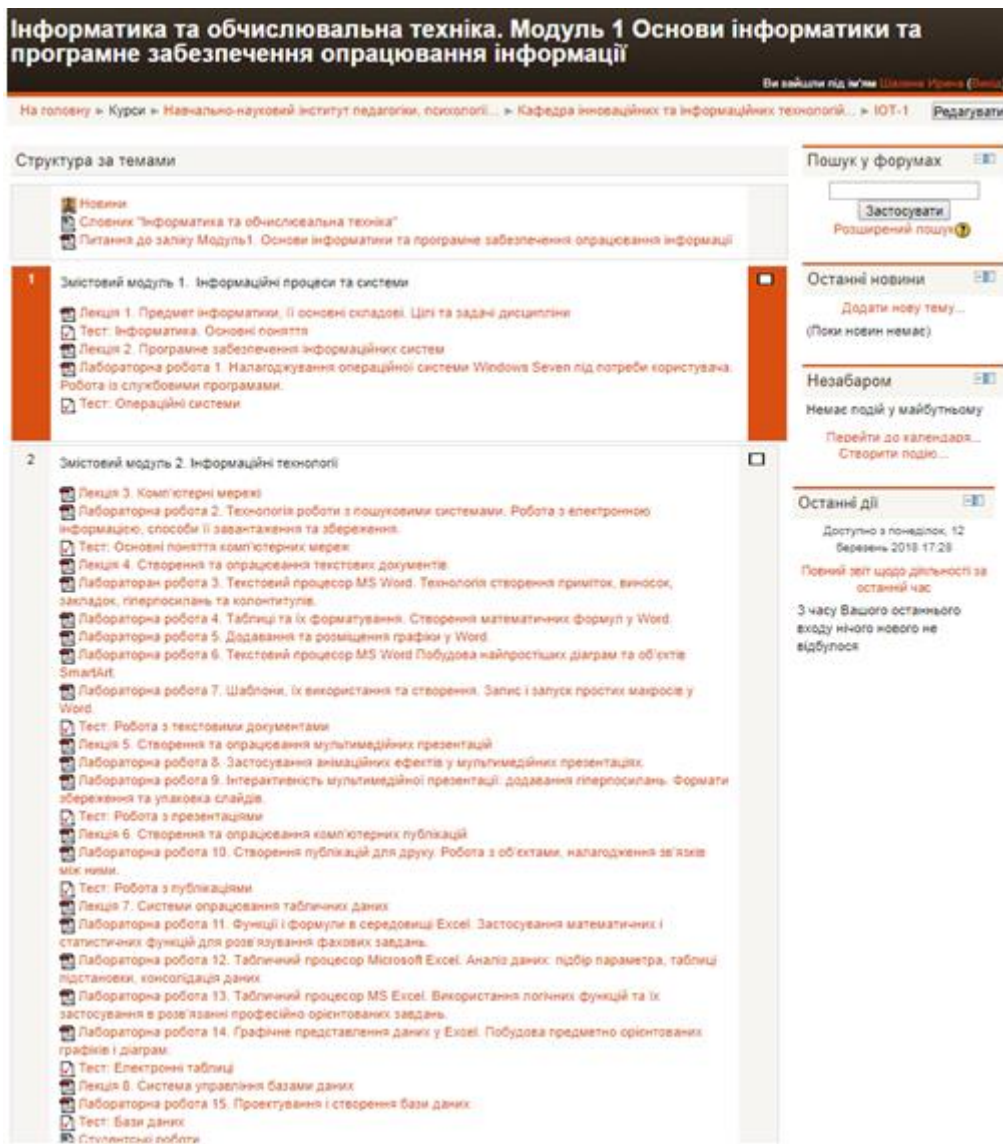 Інформатика та обчислювальна техніка. Модуль 1 Основи інформатики та
програмне забезпечення опрацювання інформації
Ви зайшли під ім'ям
На головну ► Курси ► Навчально-науковий інститут педагогіки, психології... ► Кафедра інноваційних та інформаційних технологій... ► ІОТ-1 Редагувати
Структура за темами
Новини
Словник "Інформатика та обчислювальна техніка"
Питання до заліку Модуль1. Основи інформатики та програмне забезпечення опрацювання інформації
1 Змістовий модуль 1. Інформаційні процеси та системи
Лекція 1. Предмет інформатики, її основні складові. Цілі та задачі дисципліни
Тест: Інформатика. Основні поняття
Лекція 2. Програмне забезпечення інформаційних систем
Лабораторна робота 1. Налагоджування операційної системи Windows Seven під потреби користувача.
Робота із службовими програмами.
Тест: Операційні системи
2 Змістовий модуль 2. Інформаційні технології
Лекція 3. Комп'ютерні мережі
Лабораторна робота 2. Технологія роботи з пошуковими системами. Робота з електронною
інформацією, способи її завантаження та збереження.
Тест: Основні поняття комп'ютерних мереж
Лекція 4. Створення та опрацювання текстових документів.
Лабораторан робота 3. Текстовий процесор MS Word. Технологія створення приміток, виносок,
закладок, гіперпосилань та колонтитулів.
Лабораторна робота 4. Таблиці та їх форматування. Створення математичних формул у Word.
Лабораторна робота 5. Додавання та розміщення графіки у Word.
Лабораторна робота 6. Текстовий процесор MS Word Побудова найпростіших діаграм та об'єктів
SmartArt.
Лабораторна робота 7. Шаблони, їх використання та створення. Запис і запуск простих макросів у
Word.
Тест: Робота з текстовими документами
Лекція 5. Створення та опрацювання мультимедійних презентацій
Лабораторна робота 8. Застосування анімаційних ефектів у мультимедійних презентаціях.
Лабораторна робота 9. Інтерактивність мультимедійної презентації: додавання гіперпосилань. Формати
збереження та упаковка слайдів.
Тест: Робота з презентаціями
Лекція 6. Створення та опрацювання комп'ютерних публікацій
Лабораторна робота 10. Створення публікацій для друку. Робота з об'єктами, налагодження зв'язків
між ними.
Тест: Робота з публікаціями
Лекція 7. Системи опрацювання табличних даних
Лабораторна робота 11. Функції і формули в середовищі Excel. Застосування математичних і
статистичних функцій для розв'язування фахових завдань.
Лабораторна робота 12. Табличний процесор Microsoft Excel. Аналіз даних: підбір параметра, таблиці
підстановки, консолідація даних
Лабораторна робота 13. Табличний процесор MS Excel. Використання логічних функцій та їх
застосування в розв'язанні професійно орієнтованих завдань.
Лабораторна робота 14. Графічне представлення даних у Excel. Побудова предметно орієнтованих
графіків і діаграм.
Тест: Електронні таблиці
Лекція 8. Система управління базами даних
Лабораторна робота 15. Проектування і створення бази даних.
Тест: Бази даних
Студентські роботи
Пошук у форумах
Застосувати
Розширений пошук
Останні новини
Додати нову тему...
(Поки новин немає)
Незабаром
Немає подій у майбутньому
Перейти до календаря...
Створити подію...
Останні дії
Доступно з понеділок, 12
березень 2018 17:28
Повний звіт щодо діяльності за
останній час
З часу Вашого останнього
входу нічого нового не
відбулося